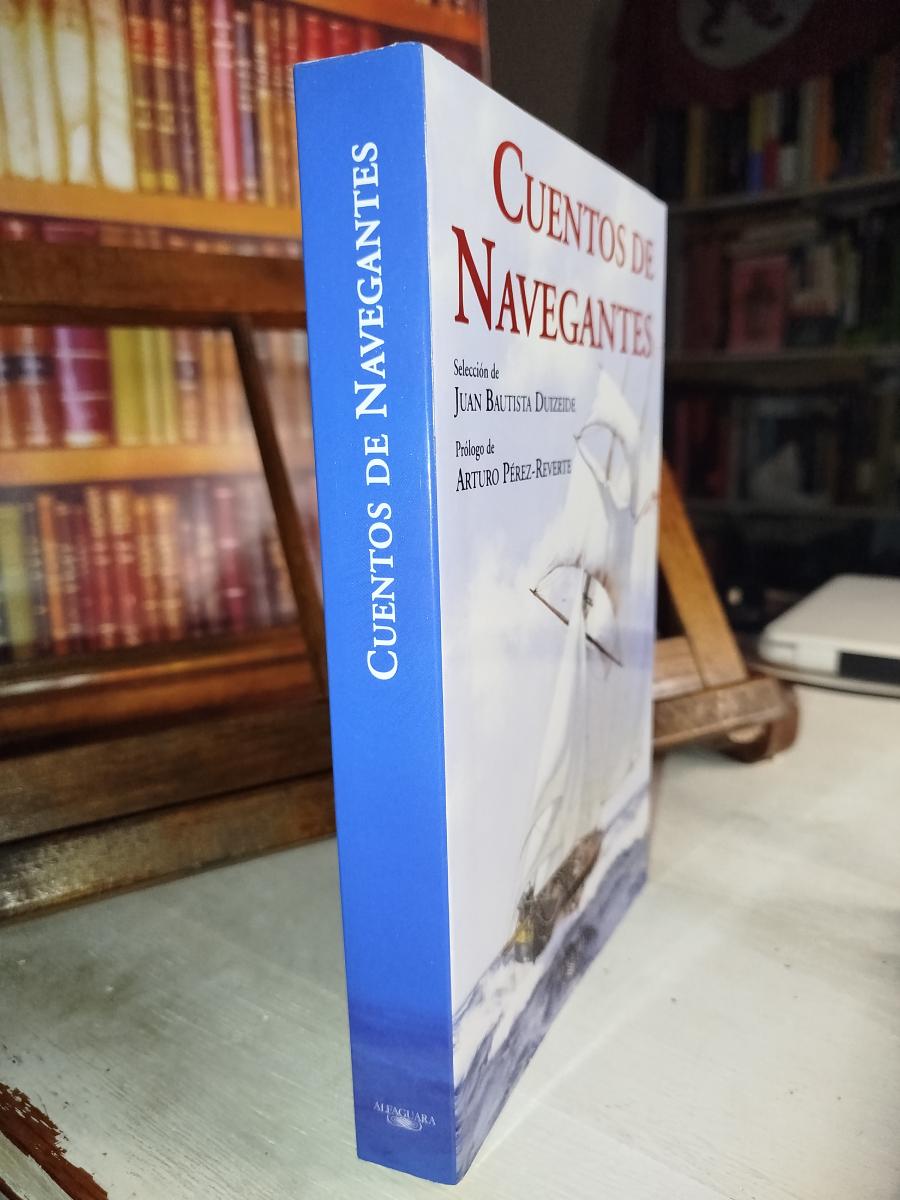 CUENTOS DE NAVEGANTES
ALFAGUARA
CUENTOS DE
NAVEGANTES
Selección de
JUAN BAUTISTA DUIZEIDE
Prólogo de
ARTURO PÉREZ-REVERTE